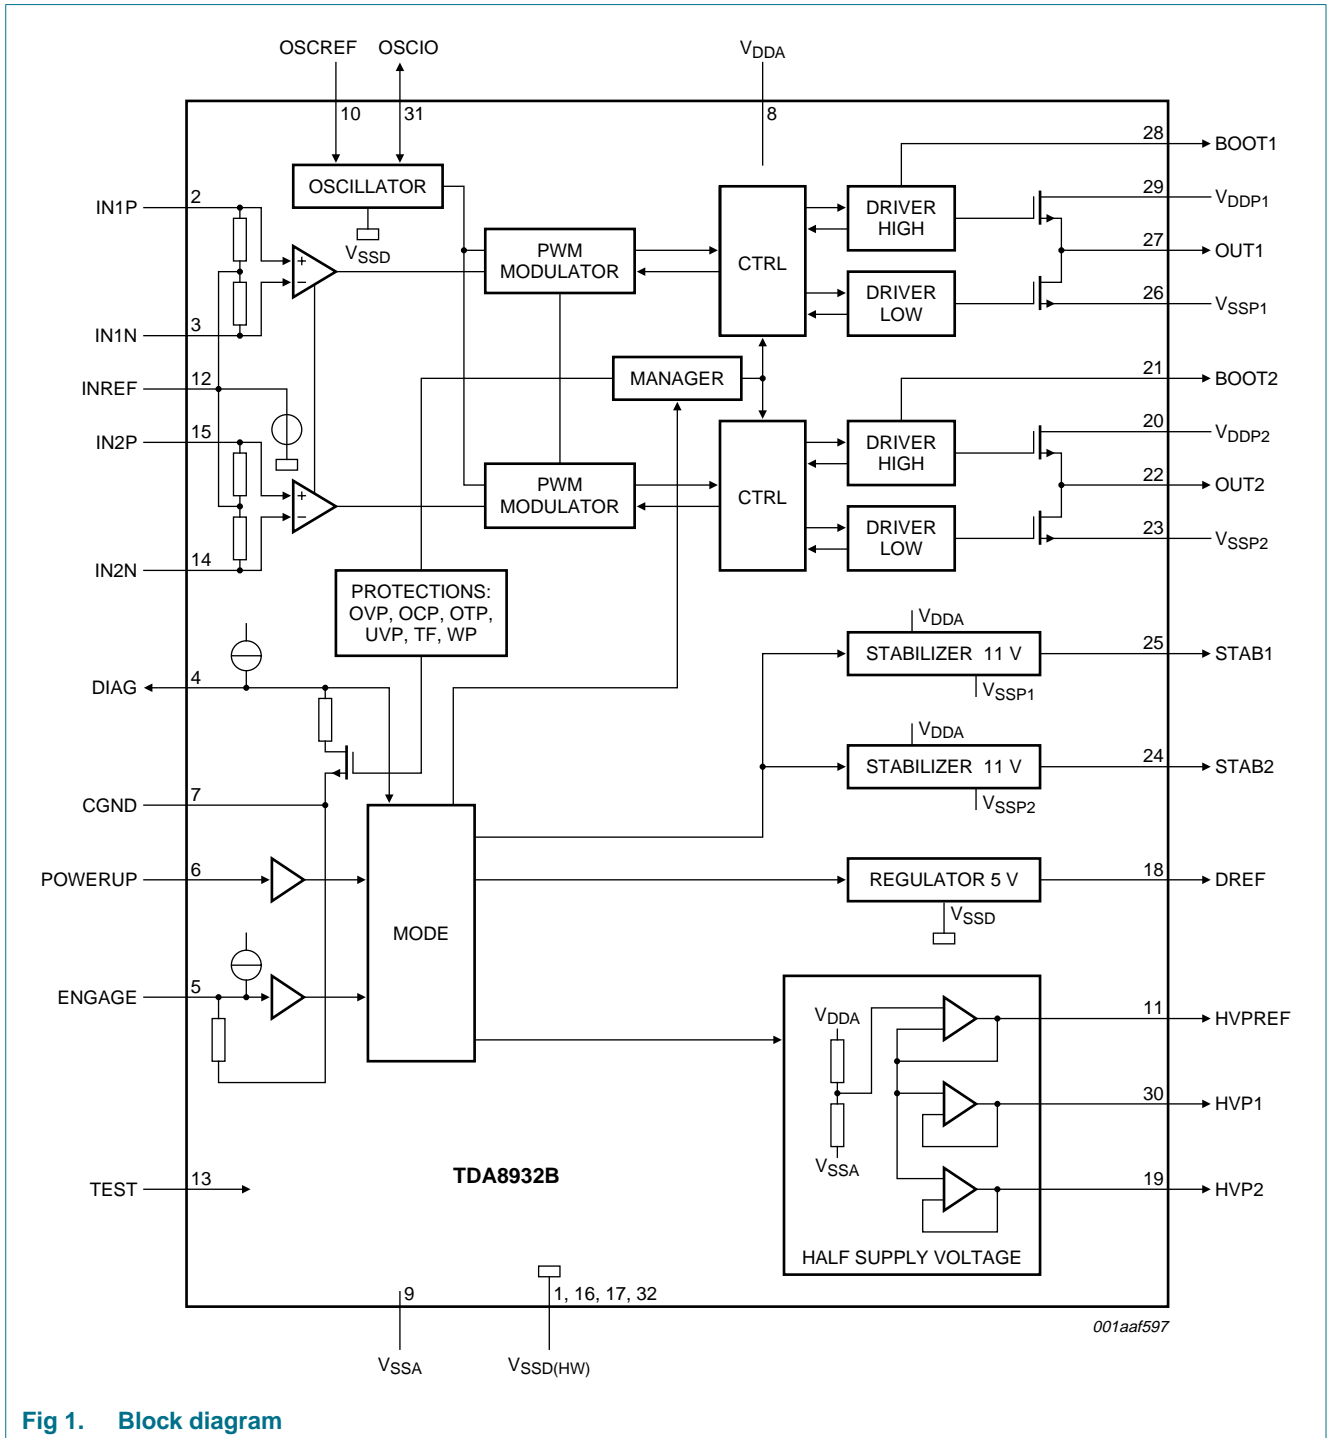 OSCREF OSCIO VDDA
10 31 8
28 BOOT1
OSCILLATOR
2
IN1P
VSSD
DRIVER
HIGH
29 VDDP1
PWM
MODULATOR
CTRL
27 OUT1
+
−
DRIVER
LOW
26 VSSP1
3
IN1N
MANAGER
12
INREF
21 BOOT2
15
IN2P
DRIVER
HIGH
20 VDDP2
PWM
MODULATOR
CTRL
22 OUT2
+
−
DRIVER
LOW
23 VSSP2
14
IN2N
PROTECTIONS:
OVP, OCP, OTP,
UVP, TF, WP
VDDA
STABILIZER 11 V
25 STAB1
VSSP1
4
DIAG
VDDA
STABILIZER 11 V
24 STAB2
VSSP2
7
CGND
6
POWERUP
REGULATOR 5 V
18 DREF
VSSD
MODE
5
ENGAGE
VDDA
11 HVPREF
30 HVP1
VSSA
TDA8932B
13
TEST
19 HVP2
HALF SUPPLY VOLTAGE
9
1, 16, 17, 32
001aaf597
VSSA
VSSD(HW)
Fig 1. Block diagram